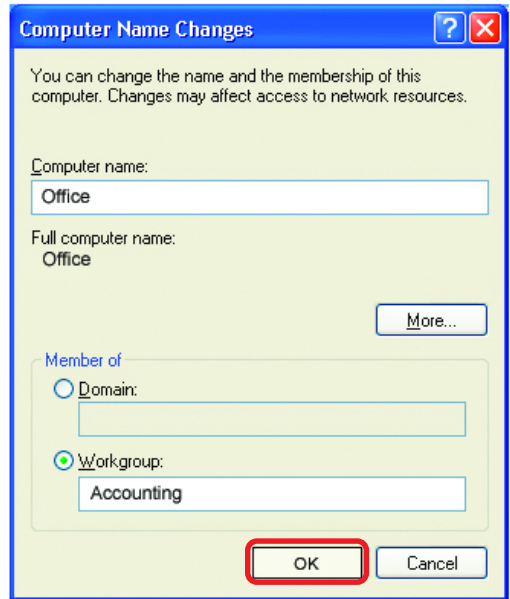 Computer Name Changes
?
You can change the name and the membership of this
computer. Changes may affect access to network resources.
Computer name:
Office
Full computer name:
Office
More...
Member of
Domain:
Workgroup:
Accounting
OK Cancel